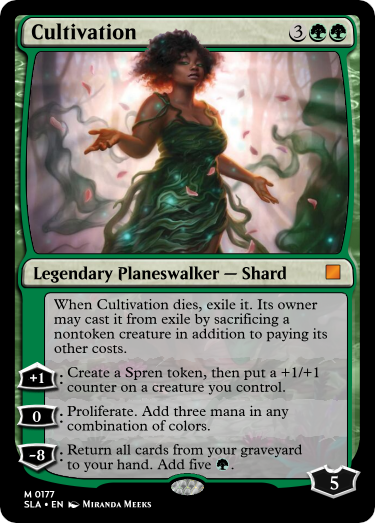 Cultivation 3
Legendary Planeswalker — Shard
When Cultivation dies, exile it. Its owner
may cast it from exile by sacrificing a
nontoken creature in addition to paying its
other costs.
+1: Create a Spren token, then put a +1/+1
counter on a creature you control.
0: Proliferate. Add three mana in any
combination of colors.
-8: Return all cards from your graveyard
to your hand. Add five .
5
M 0177
SLA • EN Miranda Meeks